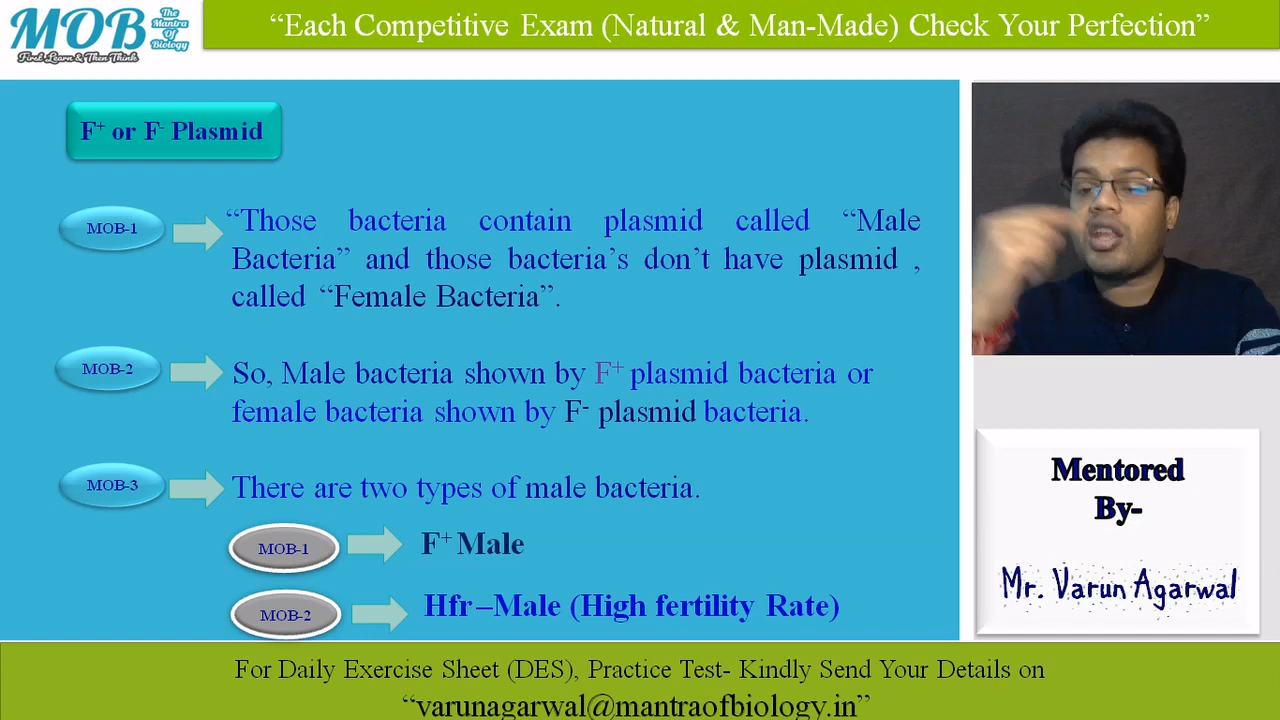 MOB The Mantra Of Biology
First Learn & Then Think
“Each Competitive Exam (Natural & Man-Made) Check Your Perfection”
F⁺ or F⁻ Plasmid
MOB-1
“Those bacteria contain plasmid called “Male
Bacteria” and those bacteria’s don’t have plasmid ,
called “Female Bacteria”.
MOB-2
So, Male bacteria shown by F⁺ plasmid bacteria or
female bacteria shown by F⁻ plasmid bacteria.
MOB-3
There are two types of male bacteria.
MOB-1
F⁺ Male
MOB-2
Hfr–Male (High fertility Rate)
Mentored
By-
Mr. Varun Agarwal
For Daily Exercise Sheet (DES), Practice Test- Kindly Send Your Details on
“varunagarwal@mantraofbiology.in”